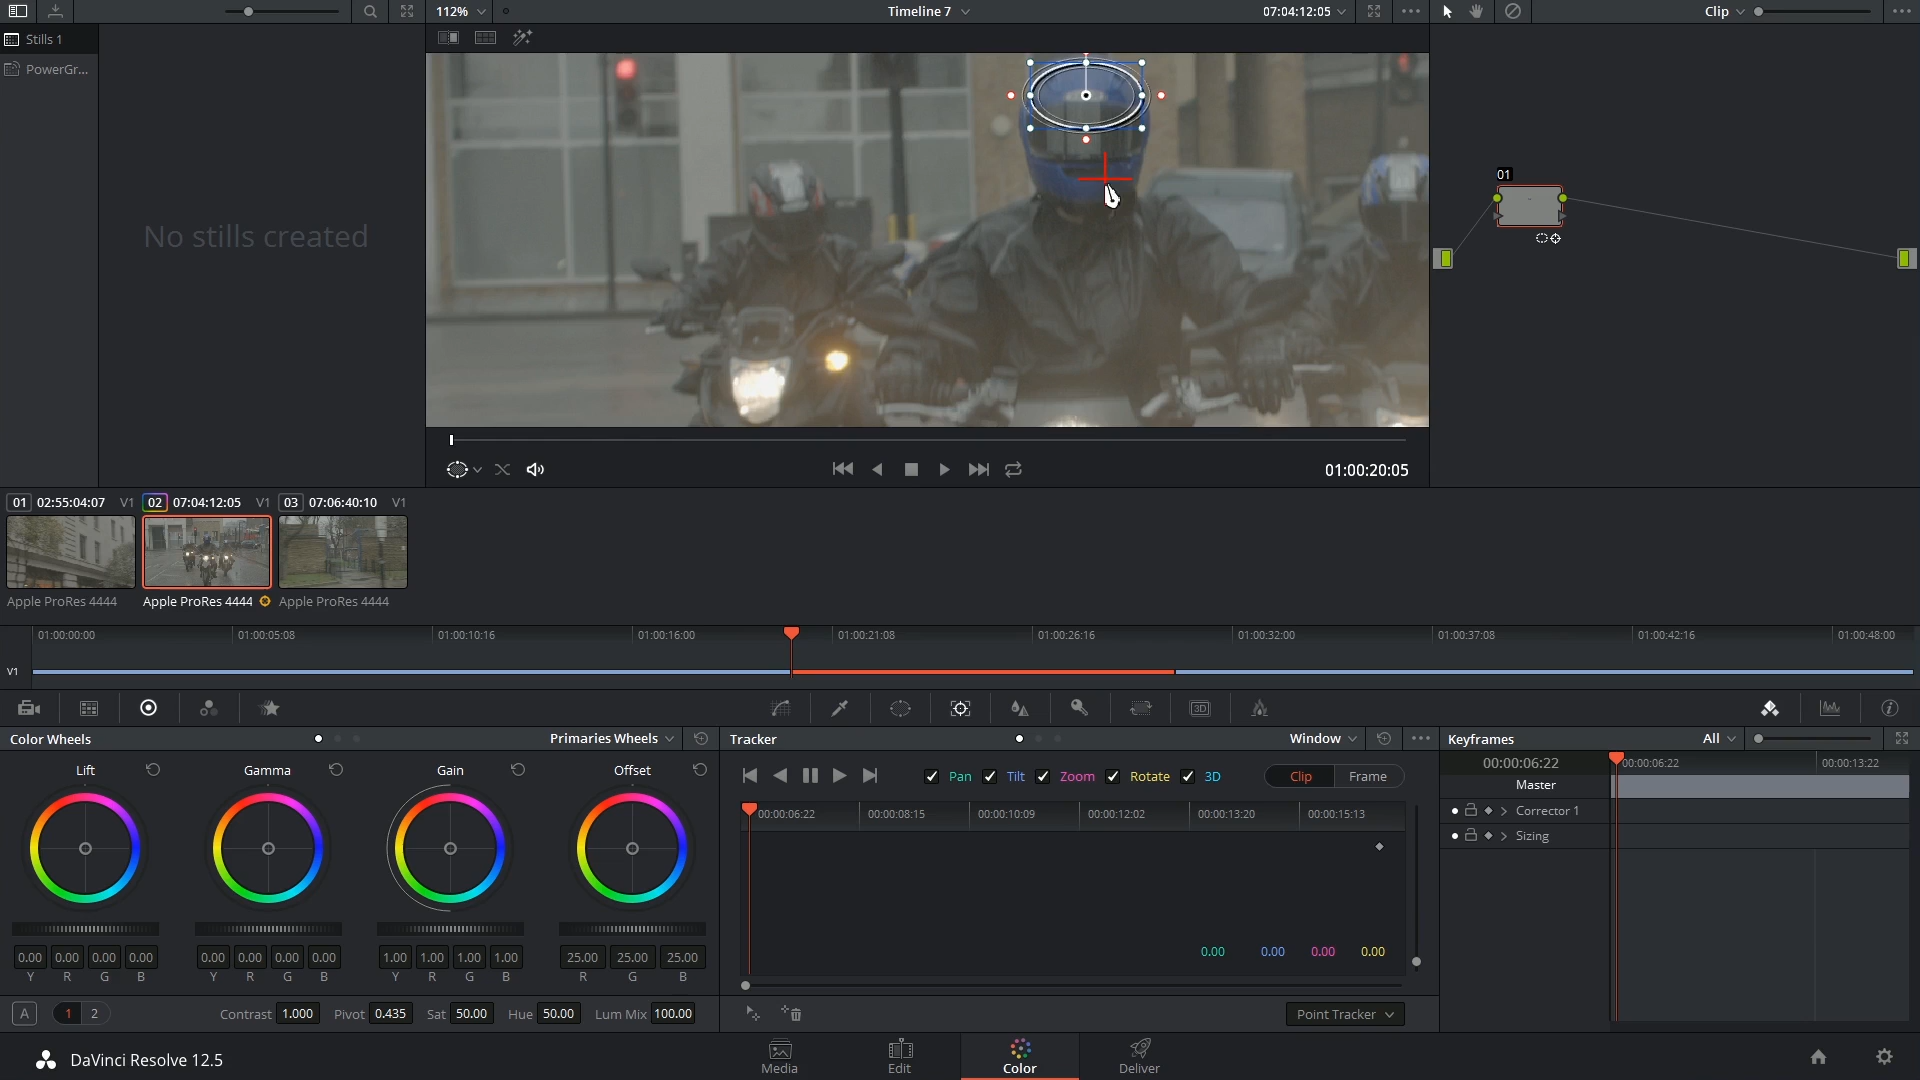 112%
Timeline 7
07:04:12:05
Clip
Stills 1
PowerGr...
No stills created
01
01:00:20:05
01 02:55:04:07 V1
02 07:04:12:05 V1
03 07:06:40:10 V1
Apple ProRes 4444
Apple ProRes 4444
Apple ProRes 4444
01:00:00:00
01:00:05:08
01:00:10:16
01:00:16:00
01:00:21:08
01:00:26:16
01:00:32:00
01:00:37:08
01:00:42:16
01:00:48:00
V1
3D
Color Wheels
Primaries Wheels
Tracker
Window
Keyframes
All
Lift
Gamma
Gain
Offset
Pan Tilt Zoom Rotate 3D
Clip Frame
00:00:06:22
00:00:06:22
00:00:13:22
Master
Corrector 1
Sizing
00:00:06:22
00:00:08:15
00:00:10:09
00:00:12:02
00:00:13:20
00:00:15:13
0.00 0.00 0.00 0.00
0.00 0.00 0.00 0.00
Y R G B
0.00 0.00 0.00 0.00
Y R G B
1.00 1.00 1.00 1.00
Y R G B
25.00 25.00 25.00
R G B
A
1 2
Contrast 1.000
Pivot 0.435
Sat 50.00
Hue 50.00
Lum Mix 100.00
Point Tracker
DaVinci Resolve 12.5
Media
Edit
Color
Deliver